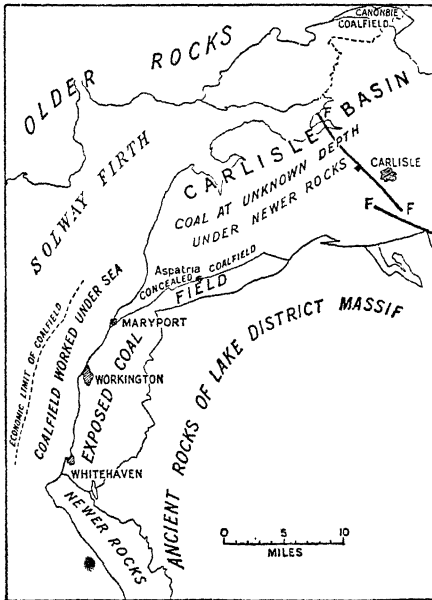 CANONBIE
COALFIELD
OLDER ROCKS
CARLISLE BASIN
F
COAL AT UNKNOWN DEPTH
UNDER NEWER ROCKS
CARLISLE
F
F
SOLWAY FIRTH
Aspatria
CONCEALED COALFIELD
EXPOSED COAL FIELD
MARYPORT
ECONOMIC LIMIT OF COALFIELD
COALFIELD WORKED UNDER SEA
WORKINGTON
ANCIENT ROCKS OF LAKE DISTRICT MASSIF
WHITEHAVEN
NEWER ROCKS
0 5 10
MILES